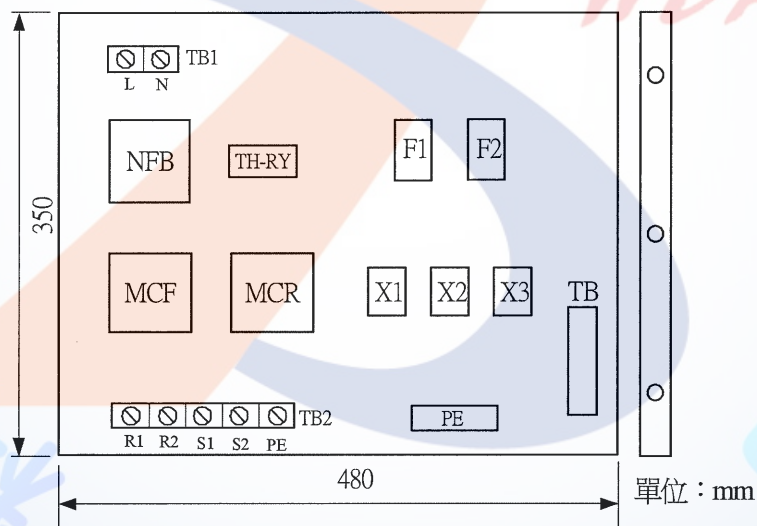 TB1
L N
NFB TH-RY F1 F2
350
MCF MCR X1 X2 X3 TB
TB2 PE
R1 R2 S1 S2 PE
480
單位：mm